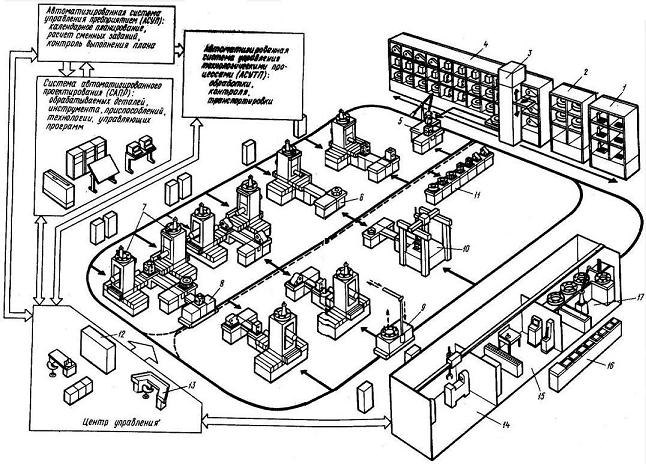 Автоматизированная система
управления предприятием (АСУП):
календарное планирование,
расчет сменных заданий,
контроль выполнения плана
Автоматизированная
система управления
технологическими про-
цессами (АСУТП):
обработки,
контроля,
транспортировки
Система автоматизированного
проектирования (САПР):
обрабатываемых деталей,
инструмента, приспособлений,
технологии, управляющих
программ
4
3
2
1
5
11
6
7
10
8
9
17
12
13
16
15
14
Центр управления